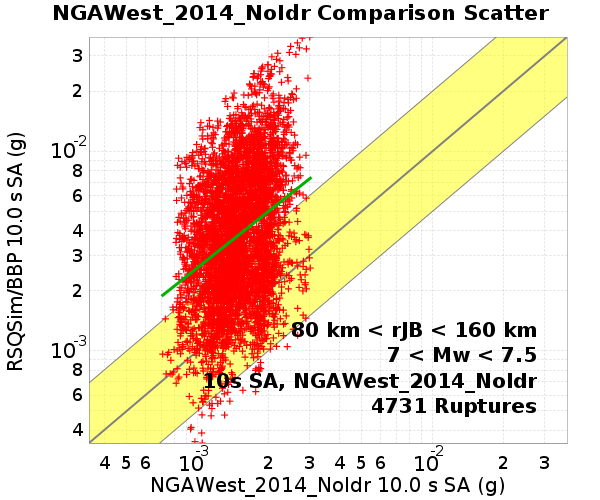 NGAWest_2014_NoIdr Comparison Scatter
3
2
10-2
8
6
4
3
2
10-3
8
6
4
RSQSim/BBP 10.0 s SA (g)
80 km < rJB < 160 km
7 < Mw < 7.5
10s SA, NGAWest_2014_NoIdr
4731 Ruptures
4 5 6 10-3 2 3 4 5 6 10-2 2 3
NGAWest_2014_NoIdr 10.0 s SA (g)